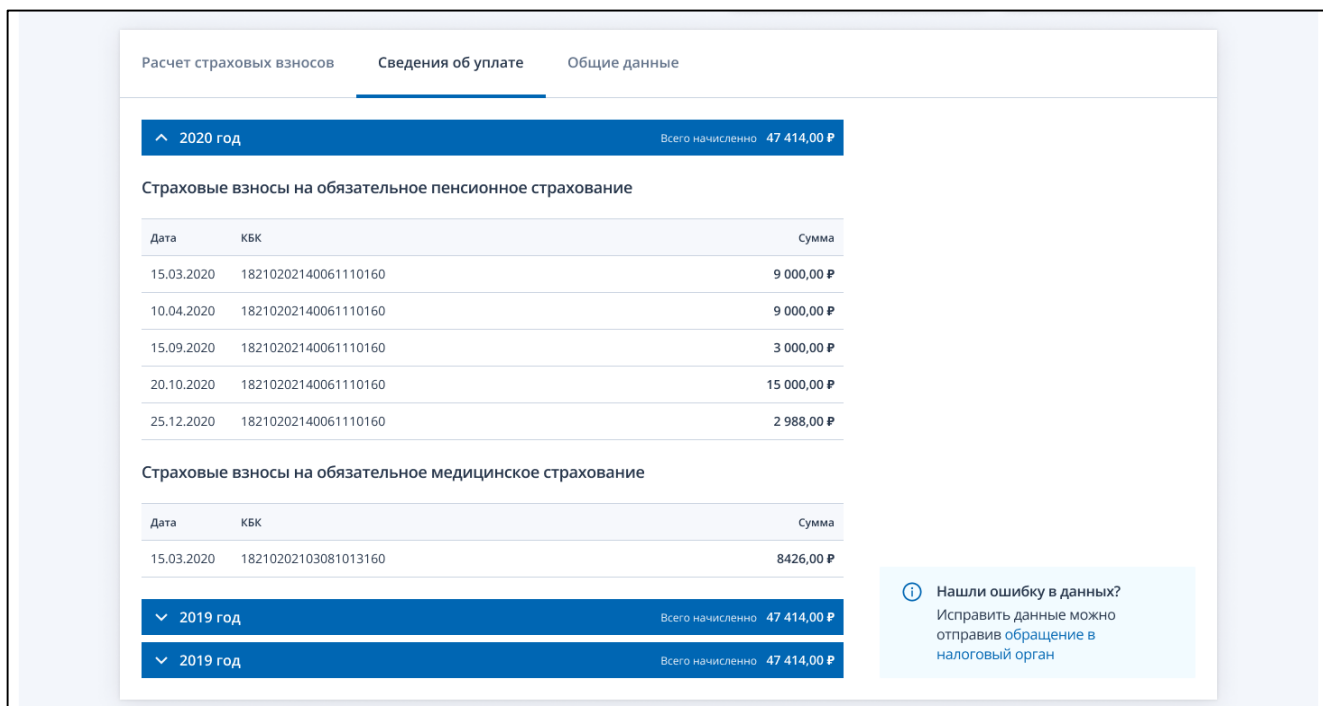 Расчет страховых взносов Сведения об уплате Общие данные
2020 год Всего начисленно 47 414,00 ₽
Страховые взносы на обязательное пенсионное страхование
Дата КБК Сумма
15.03.2020 18210202140061110160 9 000,00 ₽
10.04.2020 18210202140061110160 9 000,00 ₽
15.09.2020 18210202140061110160 3 000,00 ₽
20.10.2020 18210202140061110160 15 000,00 ₽
25.12.2020 18210202140061110160 2 988,00 ₽
Страховые взносы на обязательное медицинское страхование
Дата КБК Сумма
15.03.2020 18210202103081013160 8426,00 ₽
2019 год Всего начисленно 47 414,00 ₽
2019 год Всего начисленно 47 414,00 ₽
Нашли ошибку в данных?
Исправить данные можно
отправив обращение в
налоговый орган